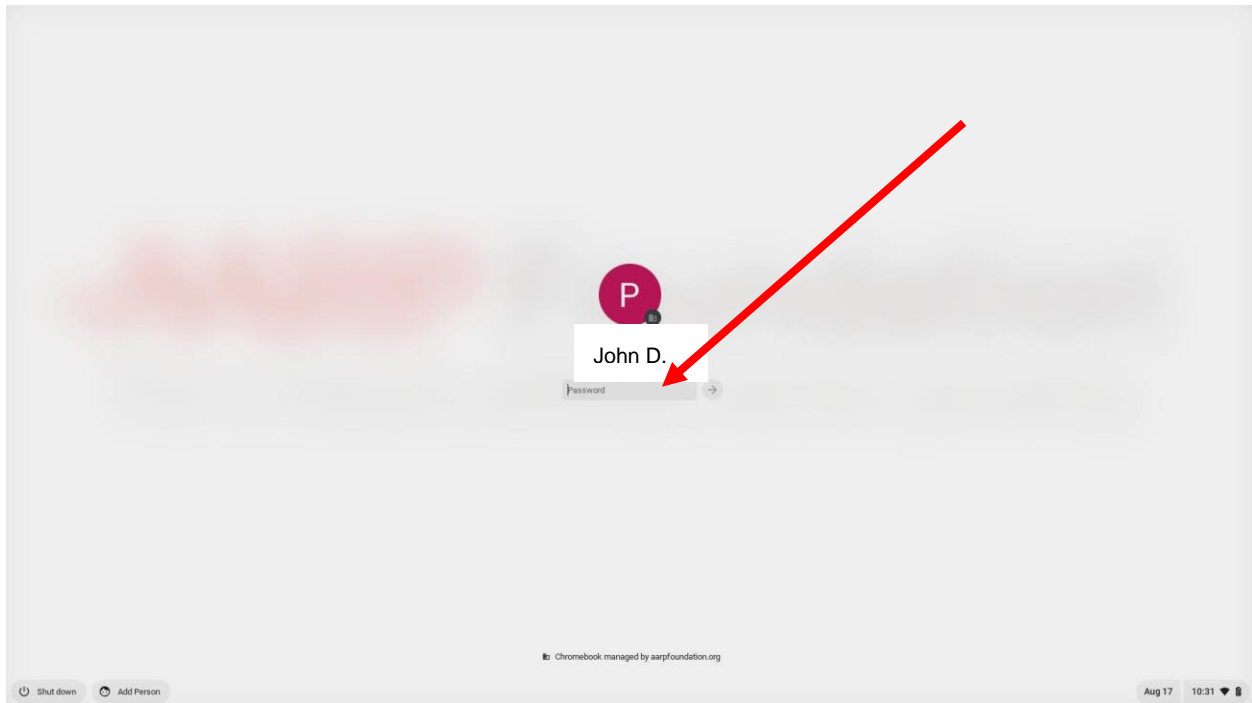 P
John D.
Password
Chromebook managed by aarpfoundation.org
Shut down Add Person Aug 17 10:31